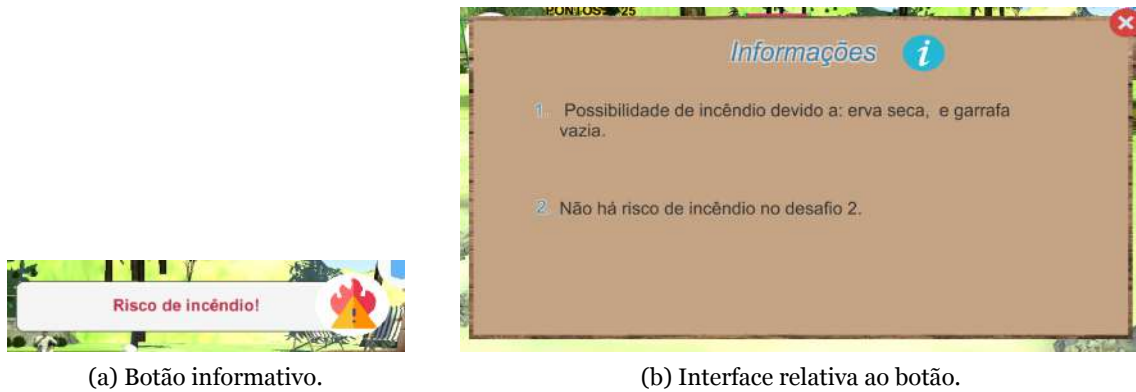 PONTOS: -25
Informações i
1. Possibilidade de incêndio devido a: erva seca, e garrafa
vazia.
2. Não há risco de incêndio no desafio 2.
Risco de incêndio!
(a) Botão informativo.
(b) Interface relativa ao botão.